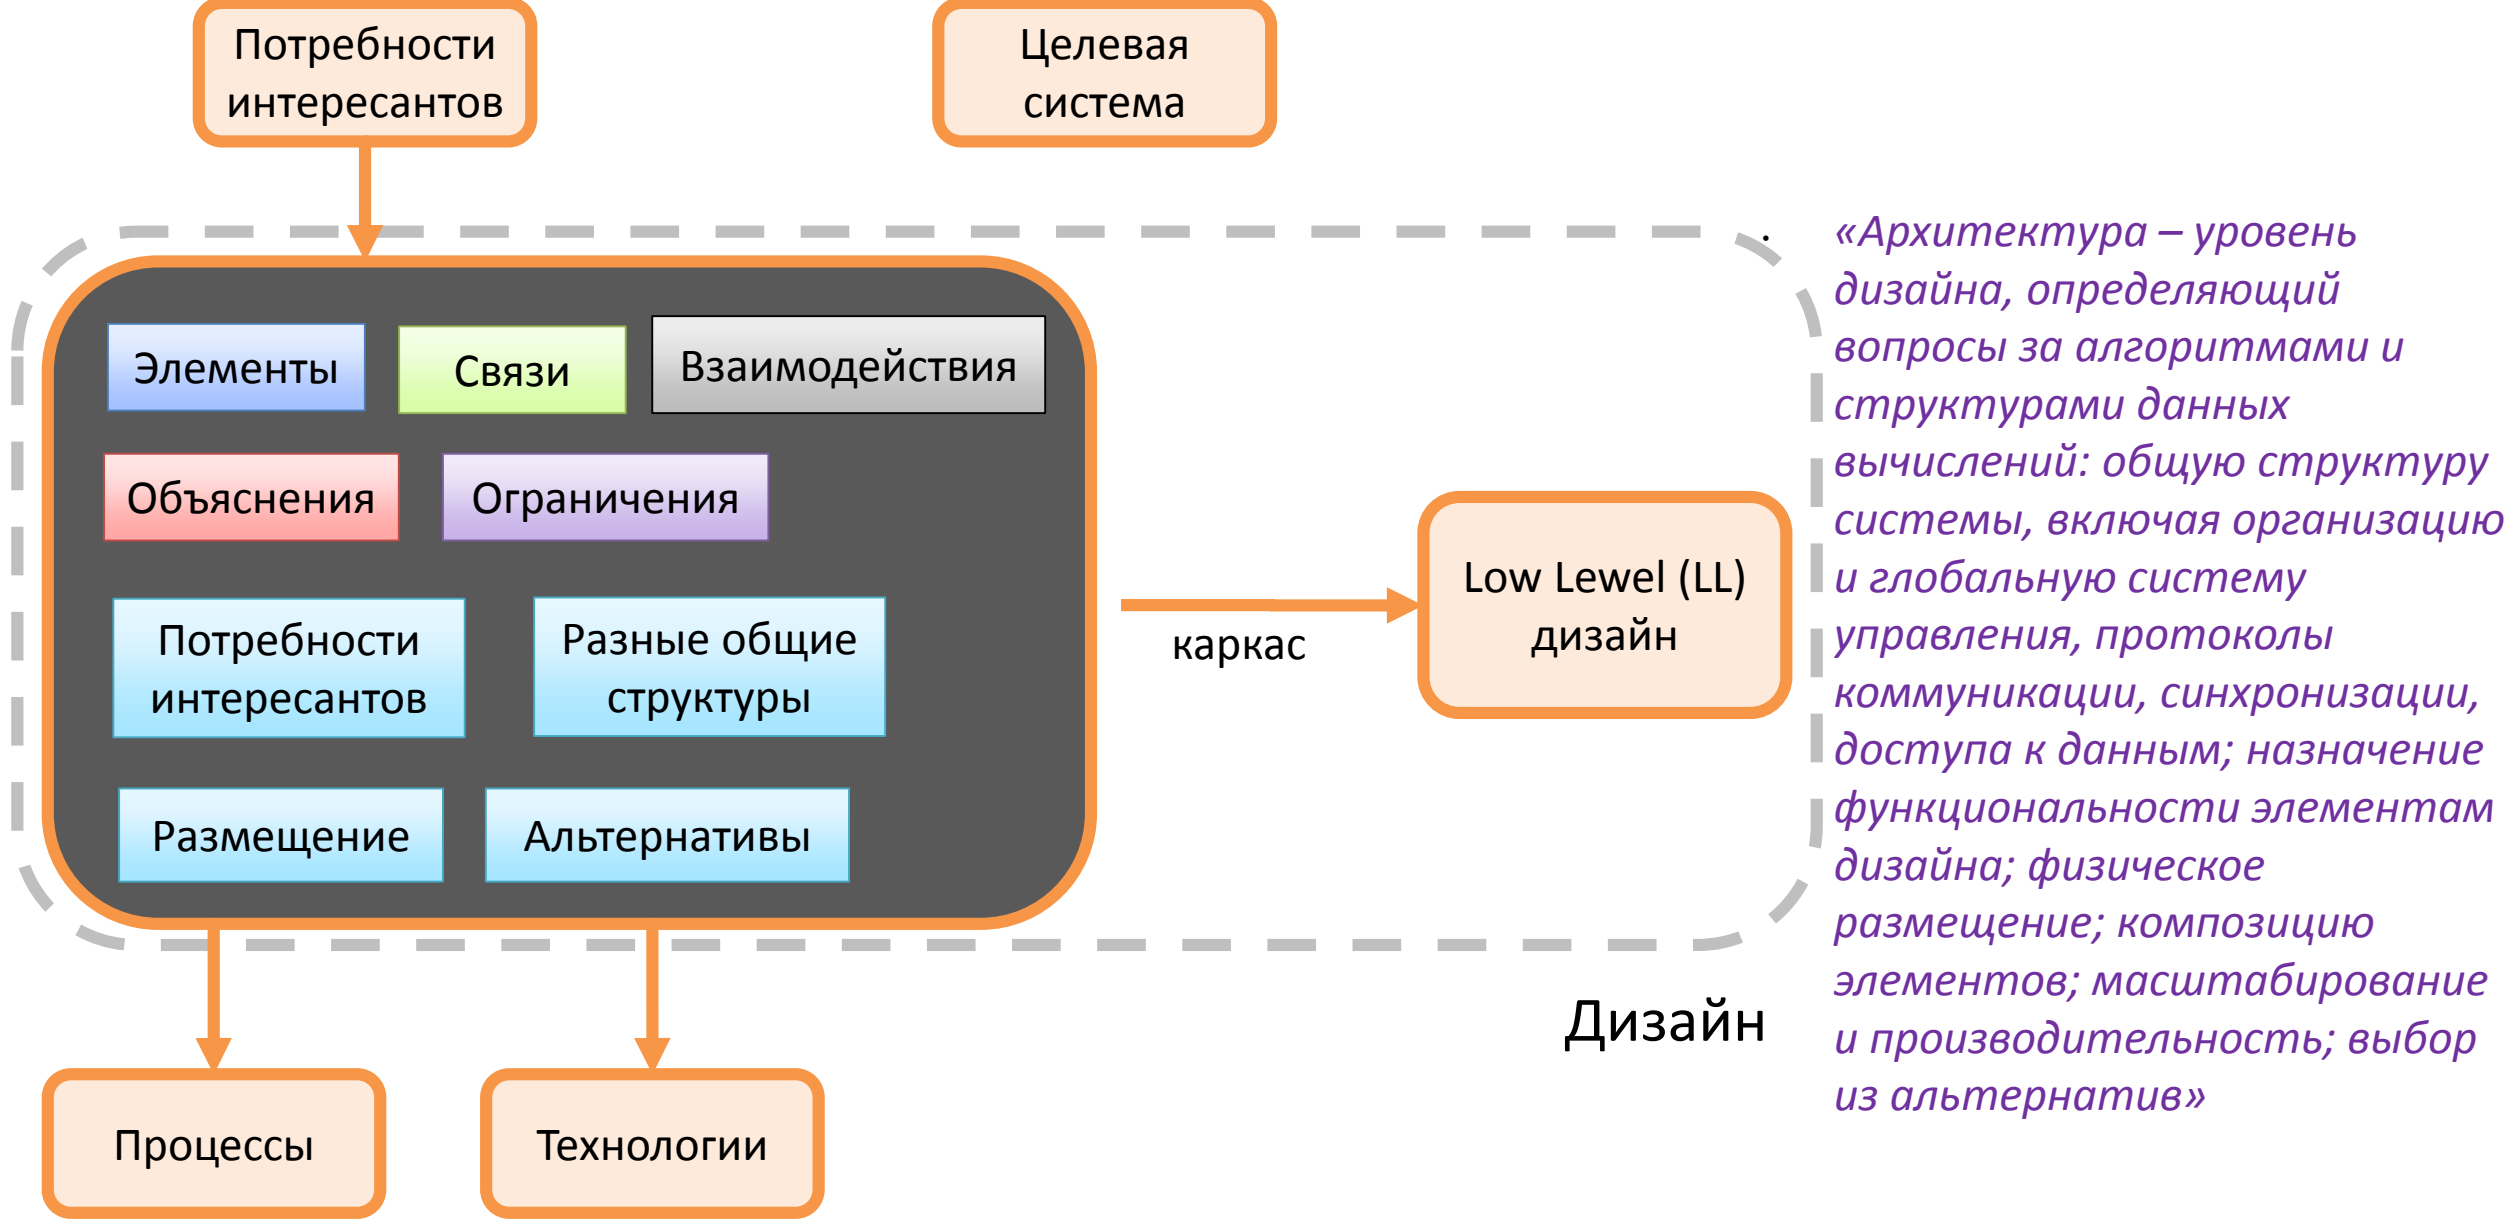 Потребности
интересантов
Целевая
система
Элементы
Связи
Взаимодействия
Объяснения
Ограничения
Потребности
интересантов
Разные общие
структуры
Размещение
Альтернативы
каркас
Low Lewel (LL)
дизайн
Дизайн
Процессы
Технологии
.
«Архитектура – уровень
дизайна, определяющий
вопросы за алгоритмами и
структурами данных
вычислений: общую структуру
системы, включая организацию
и глобальную систему
управления, протоколы
коммуникации, синхронизации,
доступа к данным; назначение
функциональности элементам
дизайна; физическое
размещение; композицию
элементов; масштабирование
и производительность; выбор
из альтернатив»